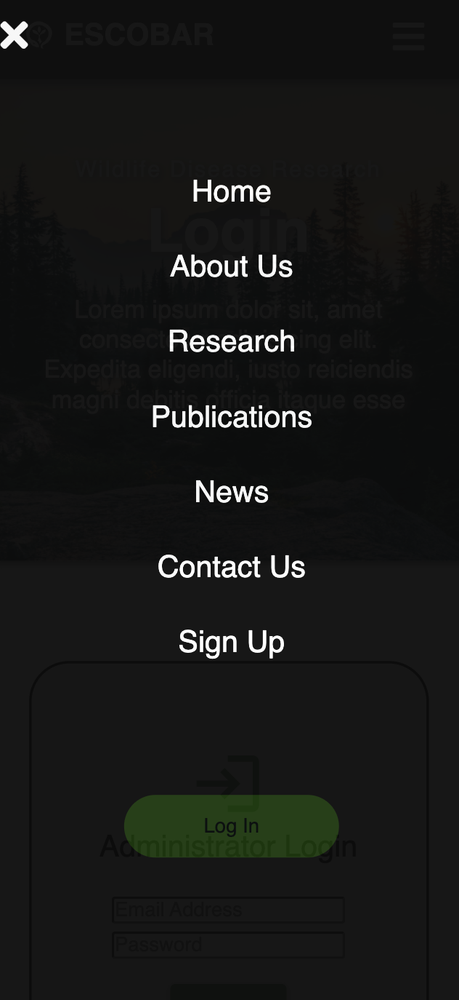 ESCOBAR
Wildlife Disease Research
Home
Login
About Us
Lorem ipsum dolor sit, amet
consect ing elit.
Research
Expedita eligendi, iusto reiciendis
magni debitis officia itaque esse
Publications
News
Contact Us
Sign Up
Log In
Administrator Login
Email Address
Password